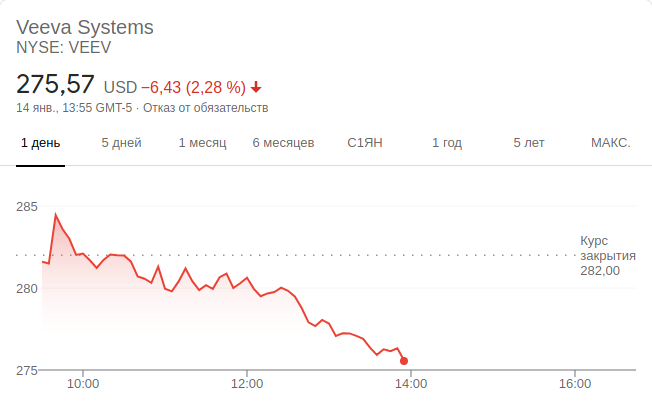 Veeva Systems
NYSE: VEEV
275,57 USD −6,43 (2,28 %)
14 янв., 13:55 GMT-5 · Отказ от обязательств
1 день 5 дней 1 месяц 6 месяцев С1ЯН 1 год 5 лет МАКС.
285
Курс
закрытия
282,00
280
275
10:00 12:00 14:00 16:00